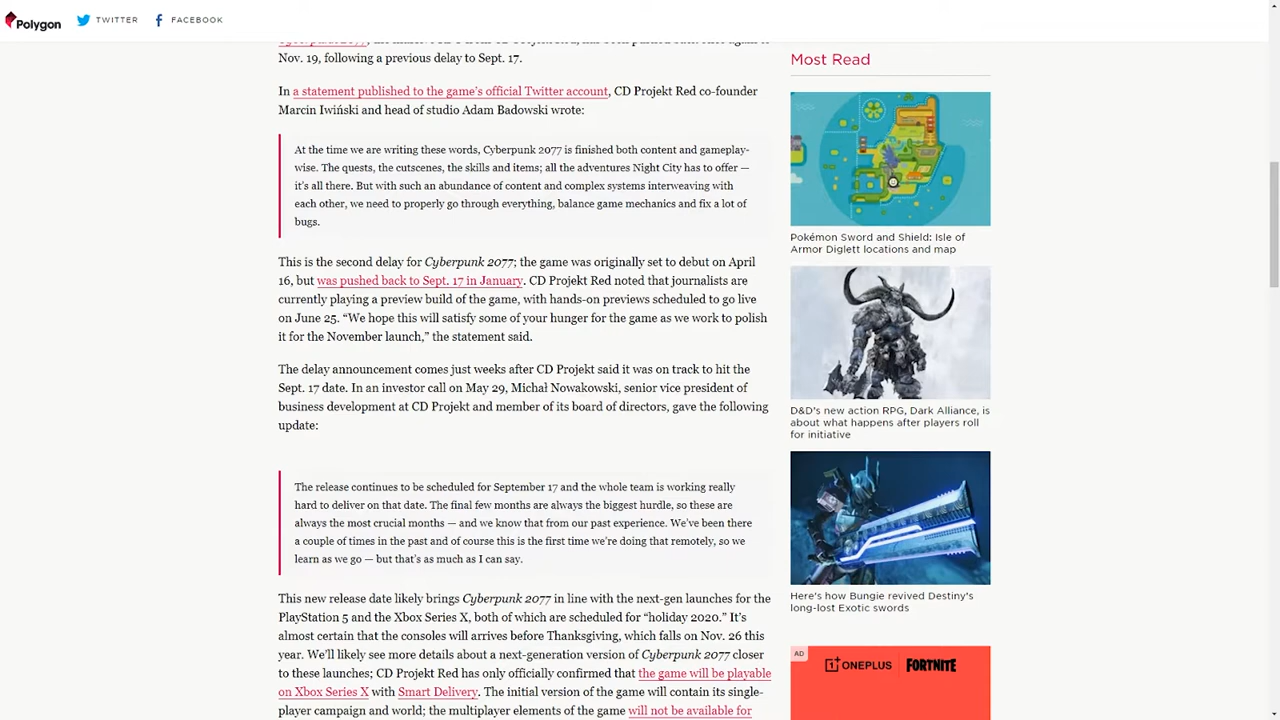 Polygon
TWITTER
FACEBOOK
Nov. 19, following a previous delay to Sept. 17.
In a statement published to the game's official Twitter account, CD Projekt Red co-founder
Marcin Iwiński and head of studio Adam Badowski wrote:
At the time we are writing these words, Cyberpunk 2077 is finished both content and gameplay-
wise. The quests, the cutscenes, the skills and items; all the adventures Night City has to offer —
it's all there. But with such an abundance of content and complex systems interweaving with
each other, we need to properly go through everything, balance game mechanics and fix a lot of
bugs.
This is the second delay for Cyberpunk 2077; the game was originally set to debut on April
16, but was pushed back to Sept. 17 in January. CD Projekt Red noted that journalists are
currently playing a preview build of the game, with hands-on previews scheduled to go live
on June 25. “We hope this will satisfy some of your hunger for the game as we work to polish
it for the November launch,” the statement said.
The delay announcement comes just weeks after CD Projekt said it was on track to hit the
Sept. 17 date. In an investor call on May 29, Michał Nowakowski, senior vice president of
business development at CD Projekt and member of its board of directors, gave the following
update:
The release continues to be scheduled for September 17 and the whole team is working really
hard to deliver on that date. The final few months are always the biggest hurdle, so these are
always the most crucial months — and we know that from our past experience. We've been there
a couple of times in the past and of course this is the first time we're doing that remotely, so we
learn as we go — but that's as much as I can say.
This new release date likely brings Cyberpunk 2077 in line with the next-gen launches for the
PlayStation 5 and the Xbox Series X, both of which are scheduled for “holiday 2020.” It's
almost certain that the consoles will arrives before Thanksgiving, which falls on Nov. 26 this
year. We'll likely see more details about a next-generation version of Cyberpunk 2077 closer
to these launches; CD Projekt Red has only officially confirmed that the game will be playable
on Xbox Series X with Smart Delivery. The initial version of the game will contain its single-
player campaign and world; the multiplayer elements of the game will not be available for
Most Read
Pokémon Sword and Shield: Isle of
Armor Diglett locations and map
D&D's new action RPG, Dark Alliance, is
about what happens after players roll
for initiative
Here's how Bungie revived Destiny's
long-lost Exotic swords
AD
ONEPLUS
FORTNITE